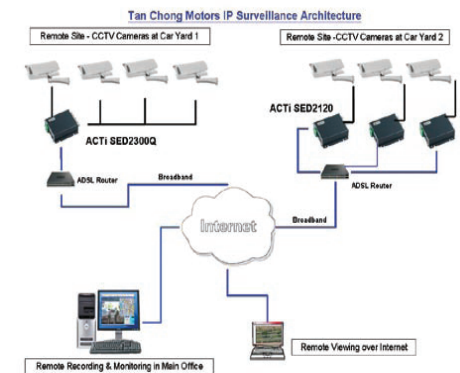 Tan Chong Motors IP Surveillance Architecture
Remote Site - CCTV Cameras at Car Yard 1
Remote Site -CCTV Cameras at Car Yard 2
ACTi SED2300Q
ACTi SED2120
ADSL Router
Broadband
ADSL Router
Internet
Broadband
Remote Recording & Monitoring in Main Office
Remote Viewing over Internet